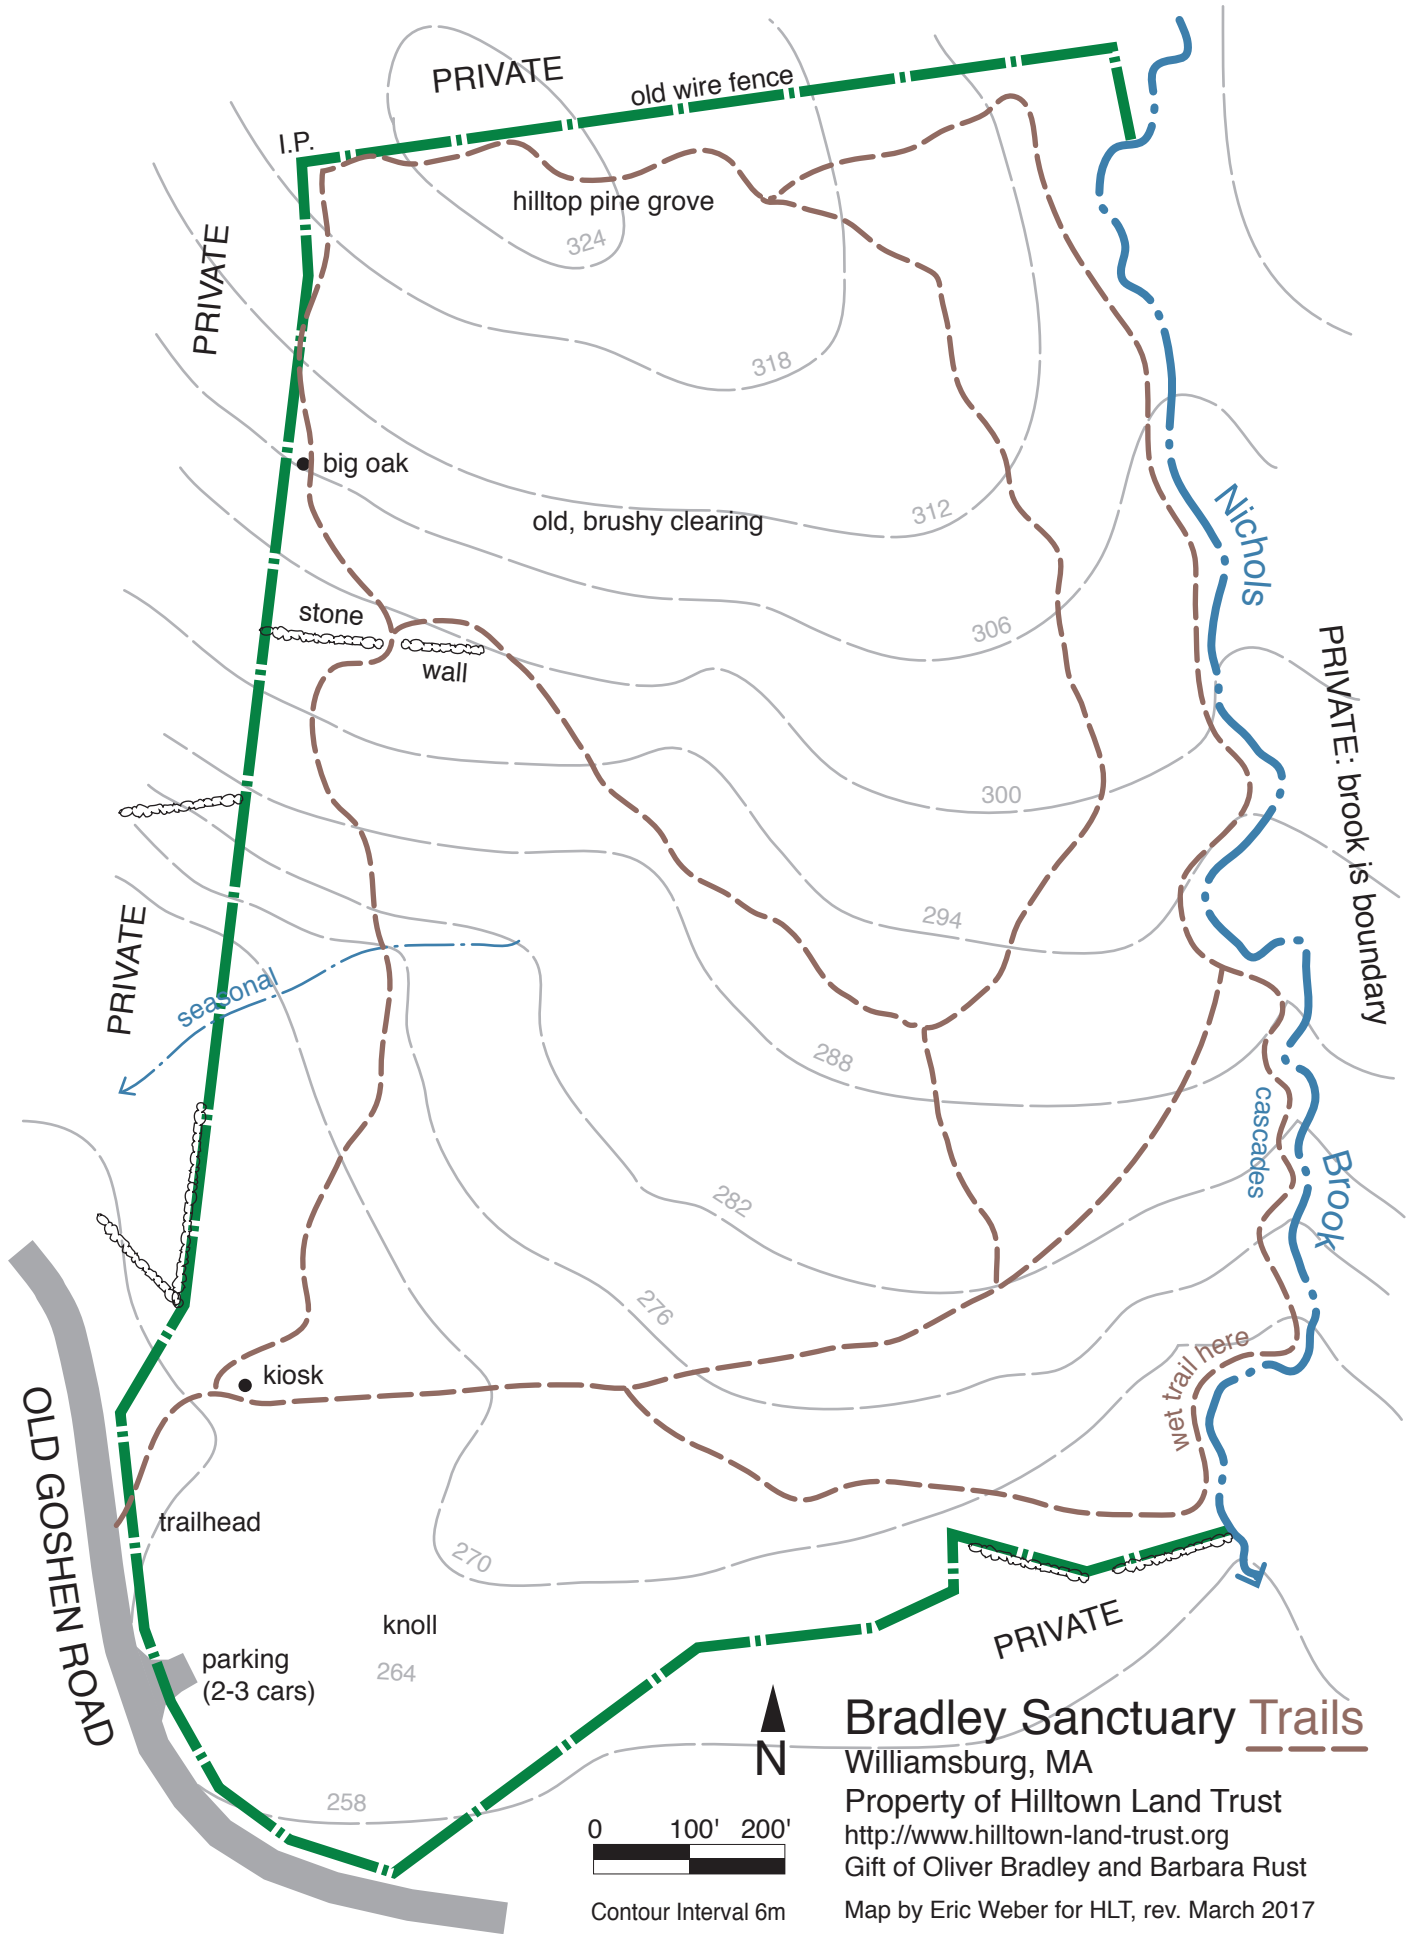 PRIVATE
old wire fence
I.P.
hilltop pine grove
324
PRIVATE
318
big oak
old, brushy clearing
312
Nichols
stone
wall
306
PRIVATE: brook is boundary
300
294
PRIVATE
seasonal
288
cascades
Brook
282
276
wet trail here
kiosk
OLD GOSHEN ROAD
trailhead
270
knoll
264
PRIVATE
parking
(2-3 cars)
N
Bradley Sanctuary Trails
Williamsburg, MA
Property of Hilltown Land Trust
http://www.hilltown-land-trust.org
Gift of Oliver Bradley and Barbara Rust
Map by Eric Weber for HLT, rev. March 2017
258
0 100' 200'
Contour Interval 6m